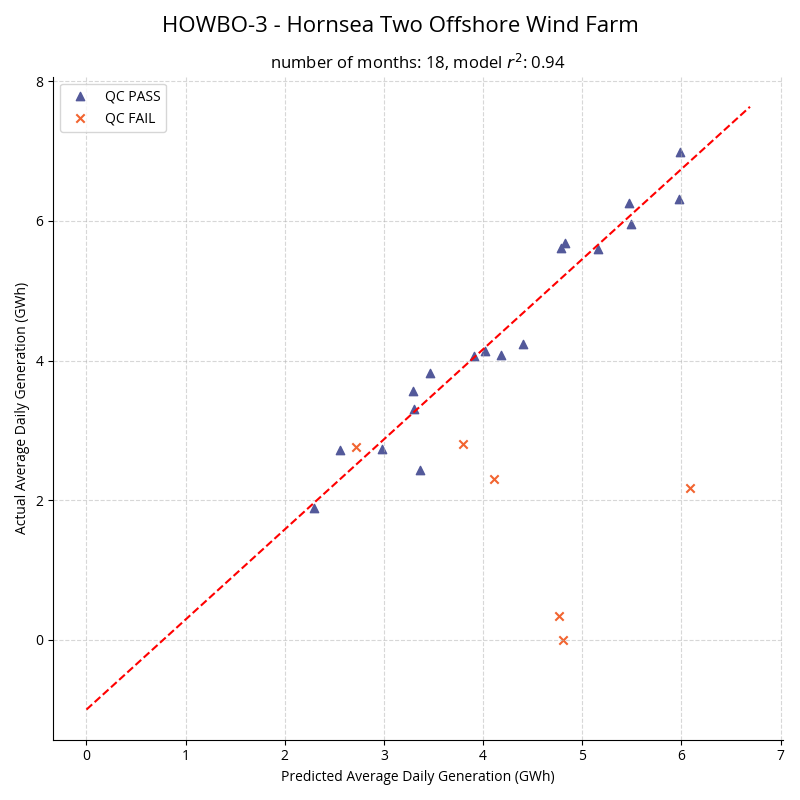 HOWBO-3 - Hornsea Two Offshore Wind Farm
number of months: 18, model r²: 0.94
QC PASS
QC FAIL
8
6
4
2
0
Actual Average Daily Generation (GWh)
0 1 2 3 4 5 6 7
Predicted Average Daily Generation (GWh)